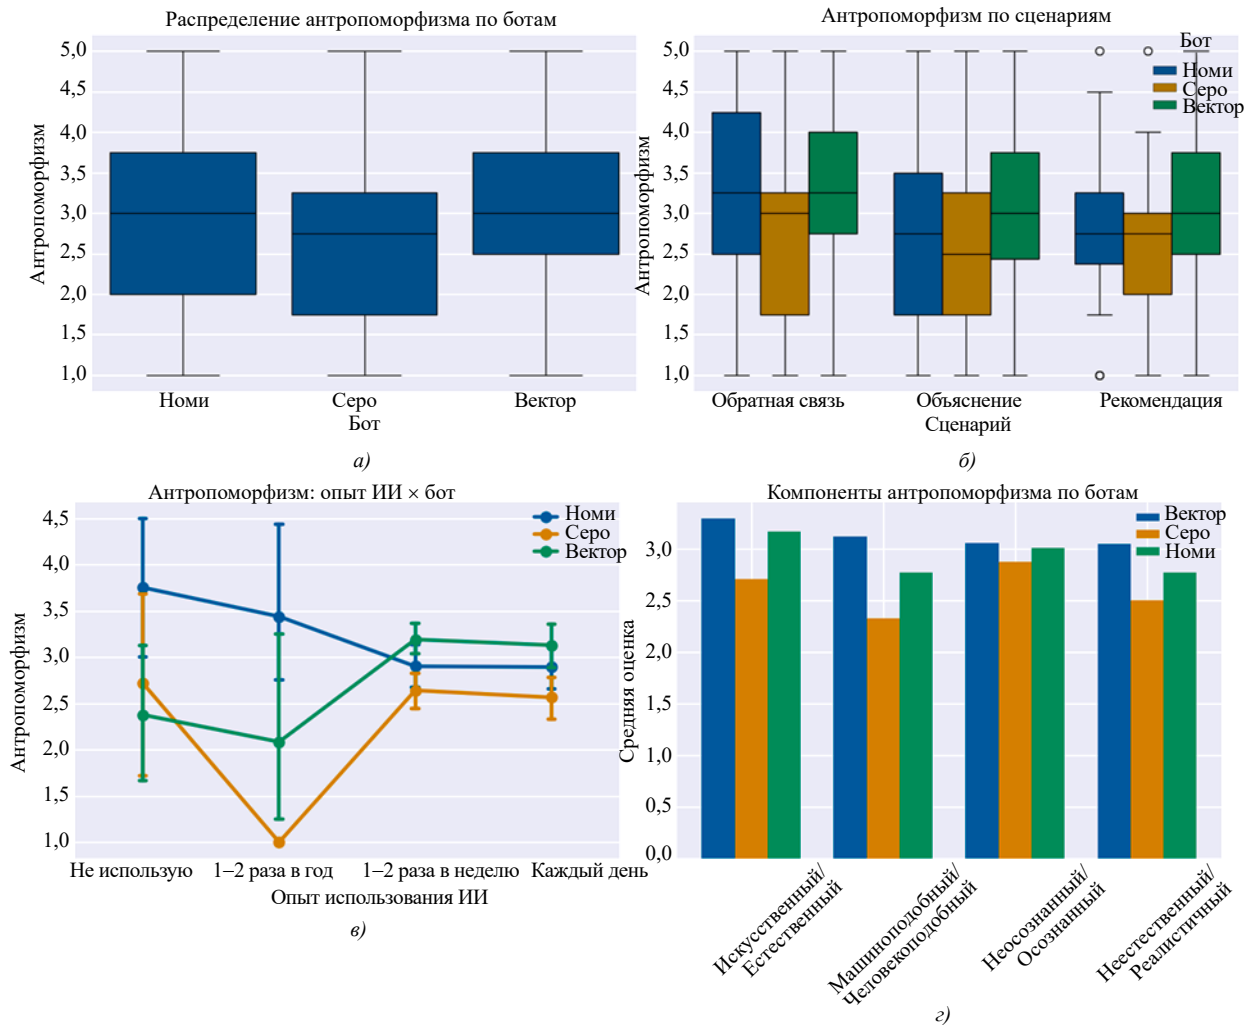 Распределение антропоморфизма по ботам
Антропоморфизм
5,0
4,5
4,0
3,5
3,0
2,5
2,0
1,5
1,0
Номи
Серо
Вектор
Бот
а)
Антропоморфизм по сценариям
Антропоморфизм
5,0
4,5
4,0
3,5
3,0
2,5
2,0
1,5
1,0
Бот
Номи
Серо
Вектор
Обратная связь
Объяснение
Рекомендация
Сценарий
б)
Антропоморфизм: опыт ИИ × бот
Антропоморфизм
4,5
4,0
3,5
3,0
2,5
2,0
1,5
1,0
Номи
Серо
Вектор
Не использую
1–2 раза в год
1–2 раза в неделю
Каждый день
Опыт использования ИИ
в)
Компоненты антропоморфизма по ботам
Средняя оценка
3,0
2,5
2,0
1,5
1,0
0,5
0,0
Вектор
Серо
Номи
Искусственный/
Естественный
Машиноподобный/
Человекоподобный
Неосознанный/
Осознанный
Неестественный/
Реалистичный
г)